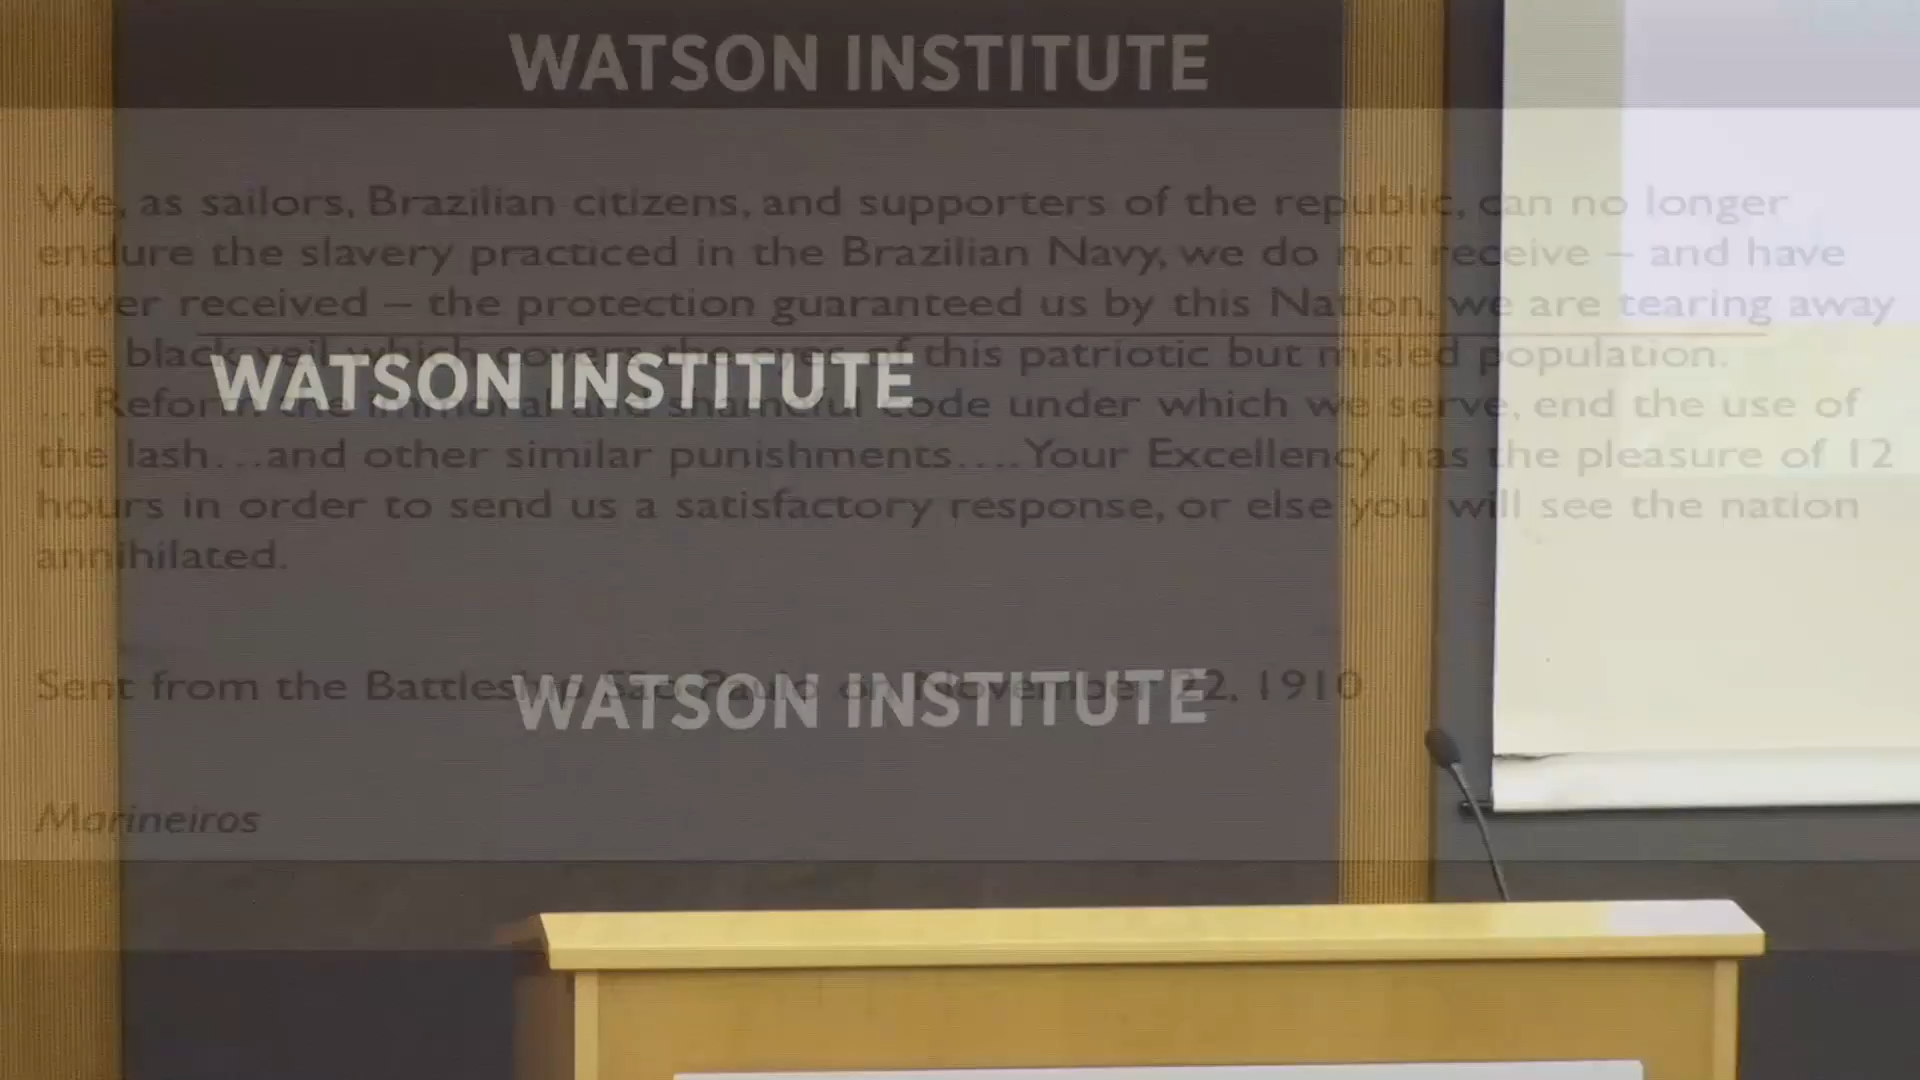 WATSON INSTITUTE
We, as sailors, Brazilian citizens, and supporters of the republic, can no longer
endure the slavery practiced in the Brazilian Navy, we do not receive – and have
never received – the protection guaranteed us by this Nation, we are tearing away
the black veil which covers the eyes of this patriotic but misled population.
WATSON INSTITUTE
…Reform the immoral and shameful code under which we serve, end the use of
the lash…and other similar punishments….Your Excellency has the pleasure of 12
hours in order to send us a satisfactory response, or else you will see the nation
annihilated.
Sent from the Battleship São Paulo on November 22, 1910
WATSON INSTITUTE
Marineiros